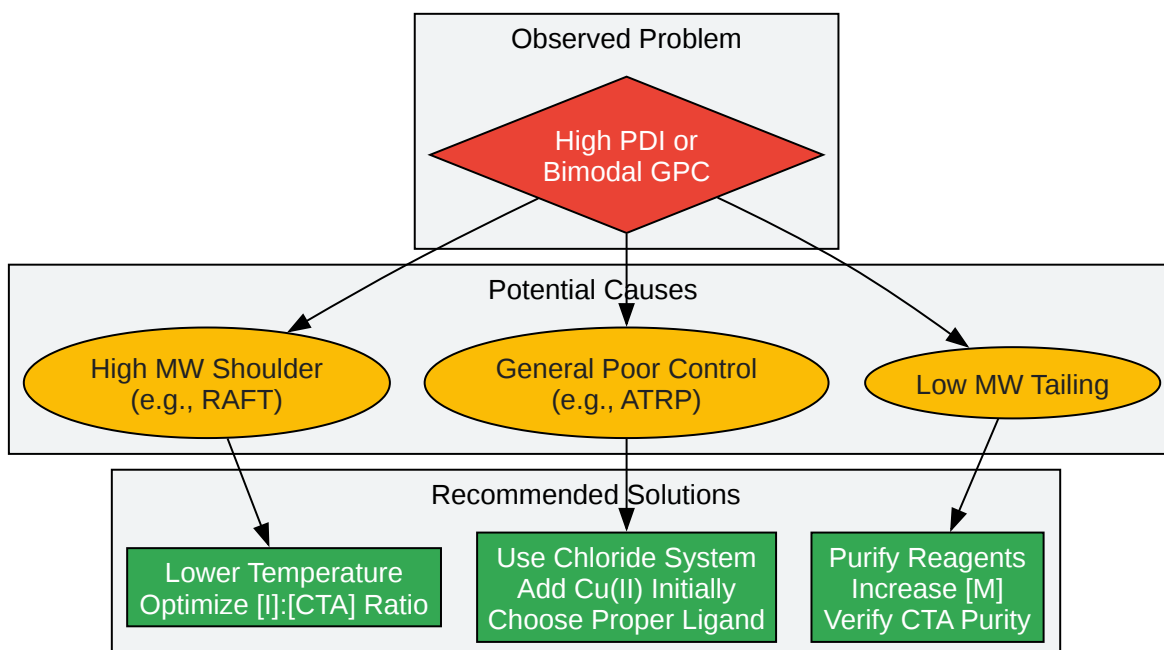 Observed Problem
High PDI or
Bimodal GPC
Potential Causes
High MW Shoulder
(e.g., RAFT)
General Poor Control
(e.g., ATRP)
Low MW Tailing
Recommended Solutions
Lower Temperature
Optimize [I]:[CTA] Ratio
Use Chloride System
Add Cu(II) Initially
Choose Proper Ligand
Purify Reagents
Increase [M]
Verify CTA Purity